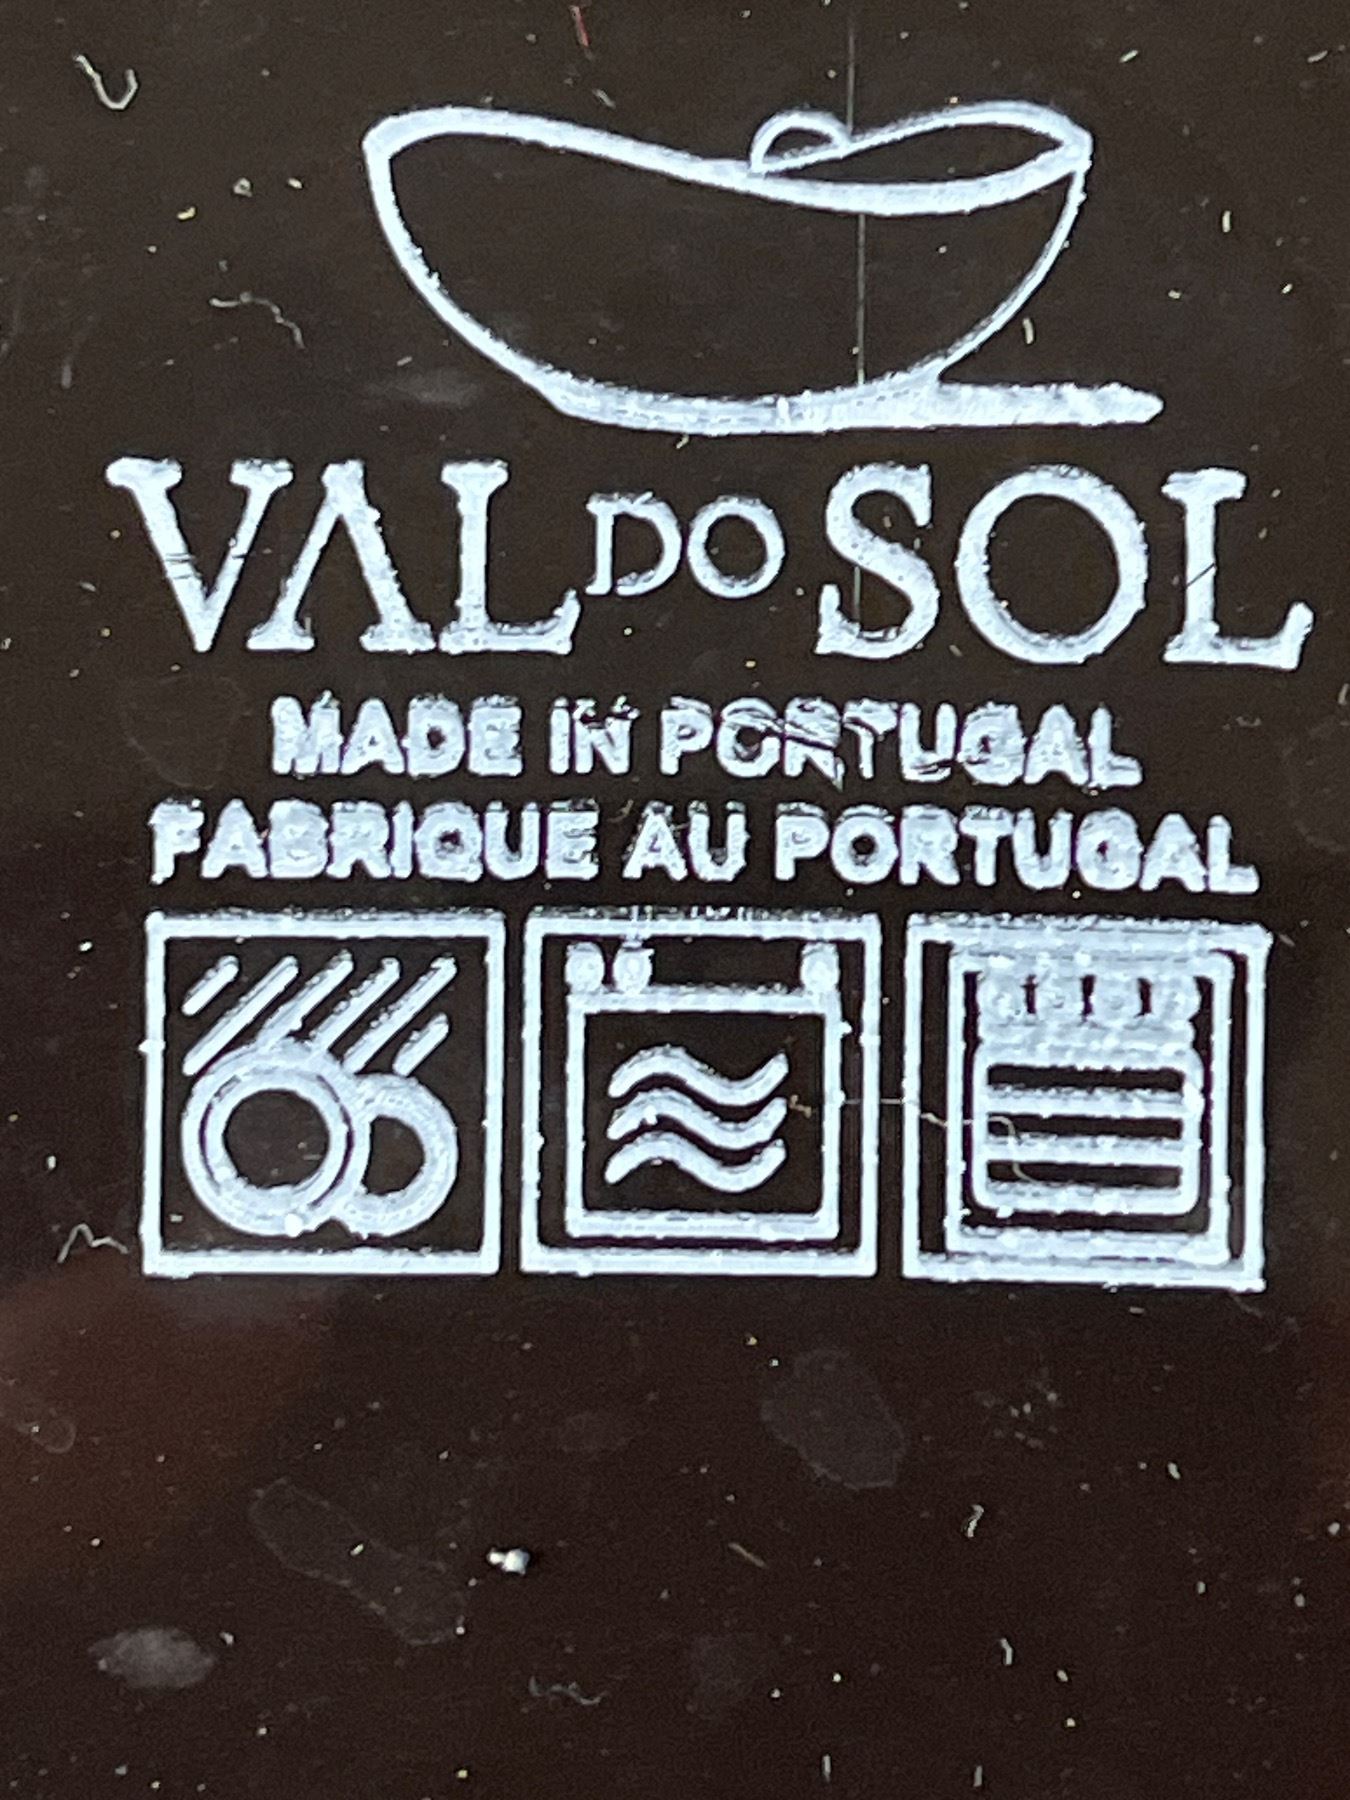 VAL DO SOL
MADE IN PORTUGAL
FABRIQUE AU PORTUGAL